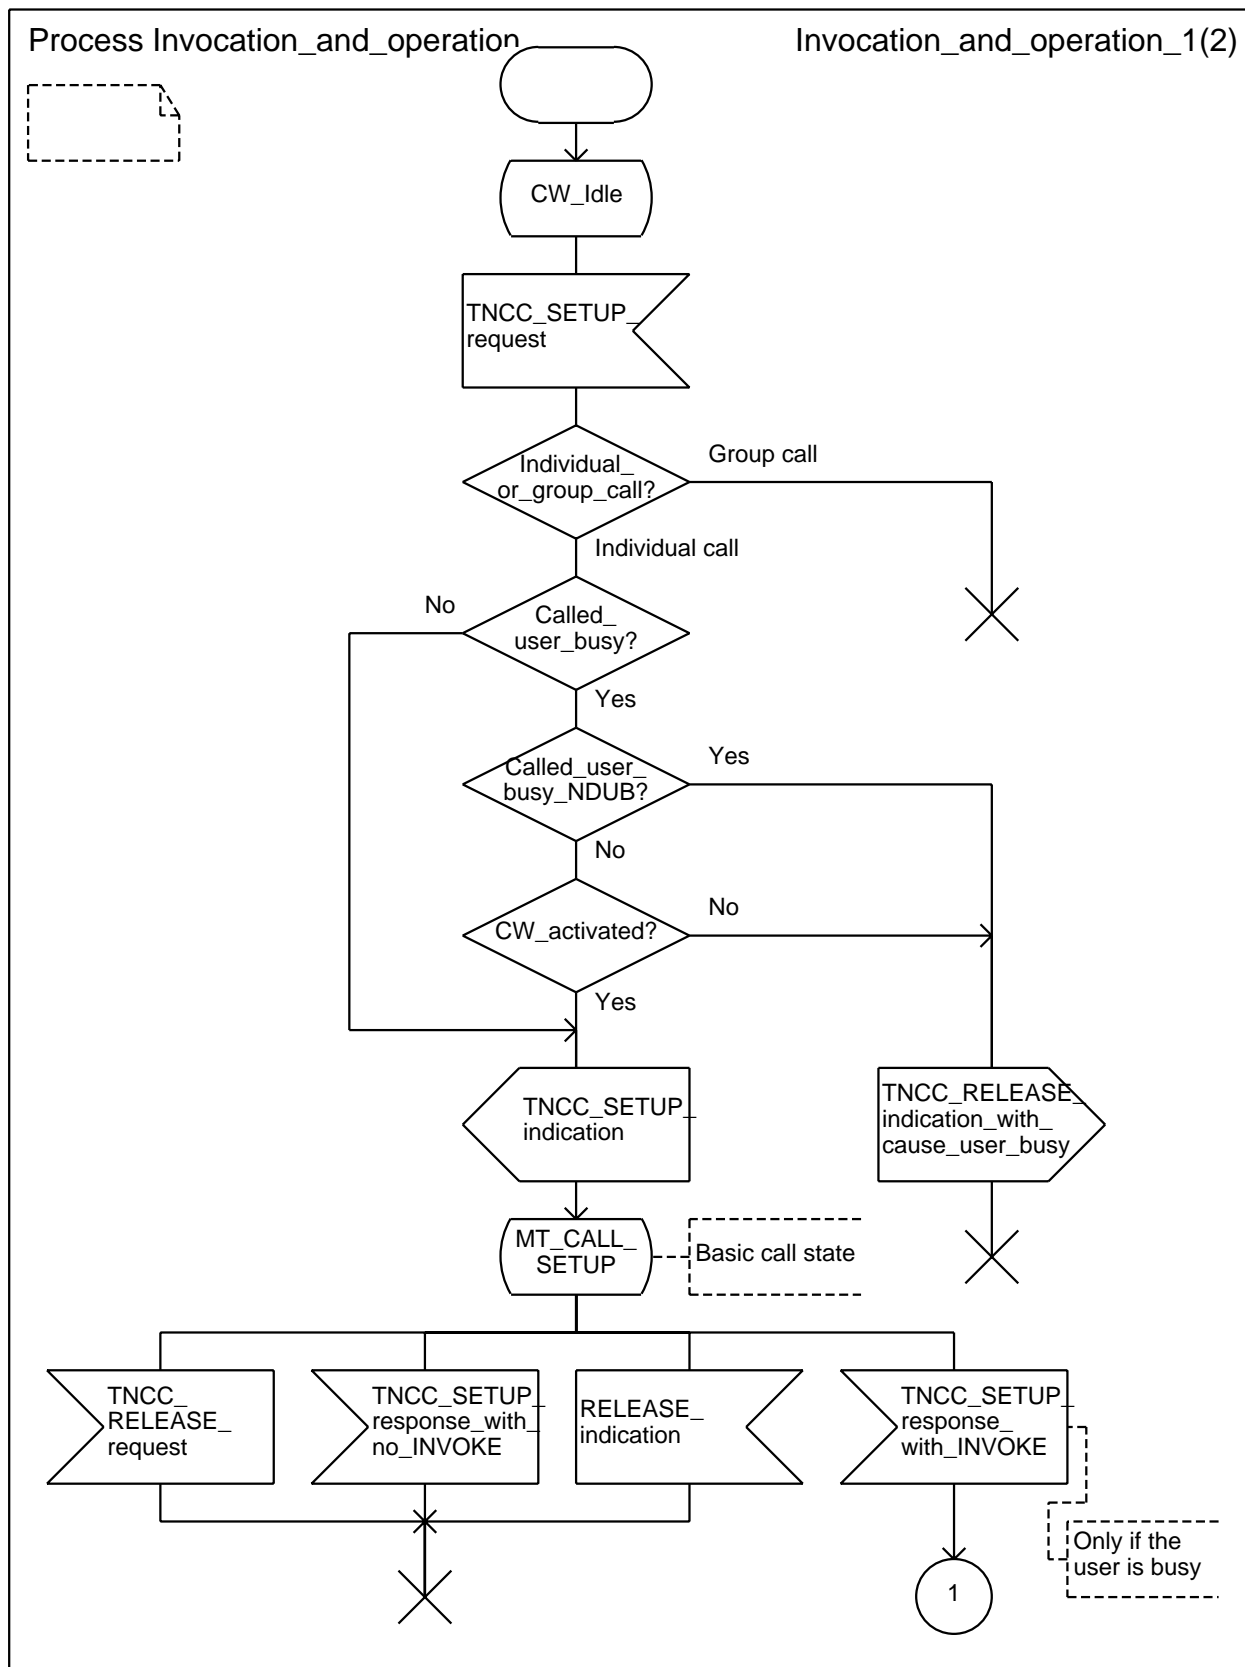 Process Invocation_and_operation
Invocation_and_operation_1(2)
CW_Idle
TNCC_SETUP_
request
Individual_
or_group_call?
Group call
Individual call
No
Called_
user_busy?
Yes
Called_user_
busy_NDUB?
Yes
No
CW_activated?
No
Yes
TNCC_SETUP_
indication
TNCC_RELEASE_
indication_with_
cause_user_busy
MT_CALL_
SETUP
Basic call state
TNCC_
RELEASE_
request
TNCC_SETUP_
response_with_
no_INVOKE
RELEASE_
indication
TNCC_SETUP_
response_
with_INVOKE
Only if the
user is busy
1